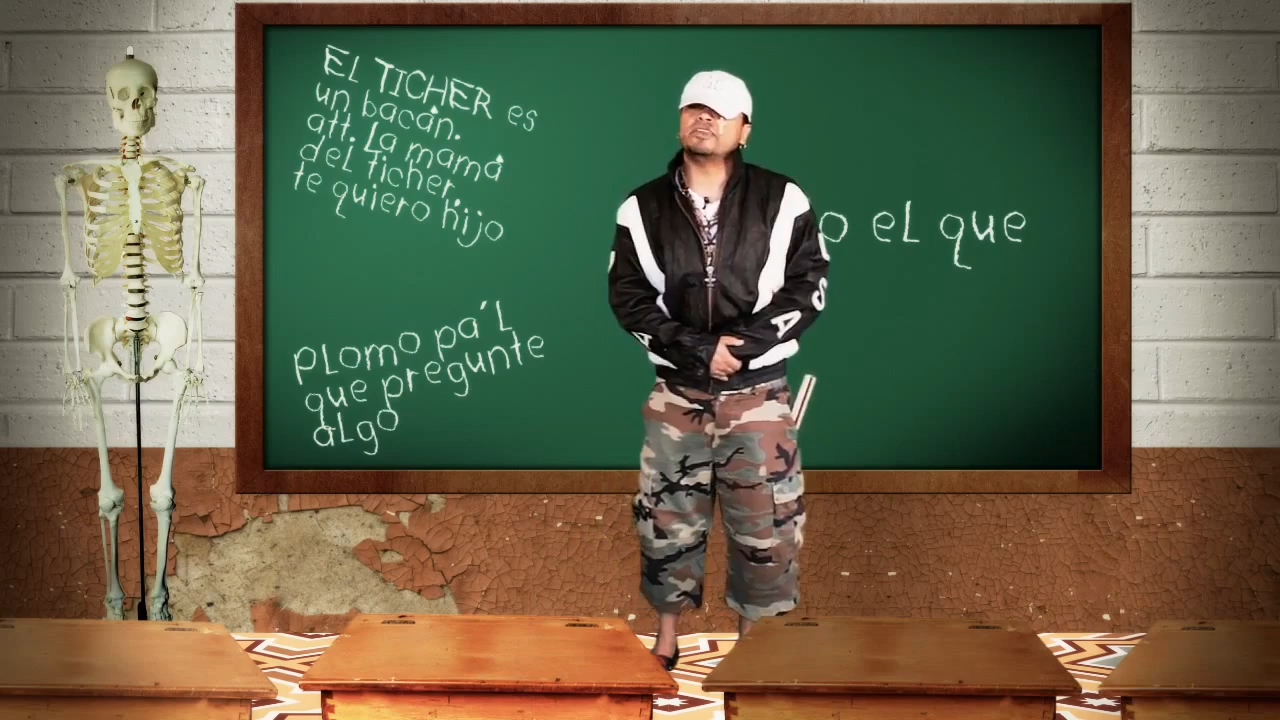 EL TICHER es
un bacán.
att. La mamá
del ticher.
te quiero hijo
plomo pa´l
que pregunte
algo
el que